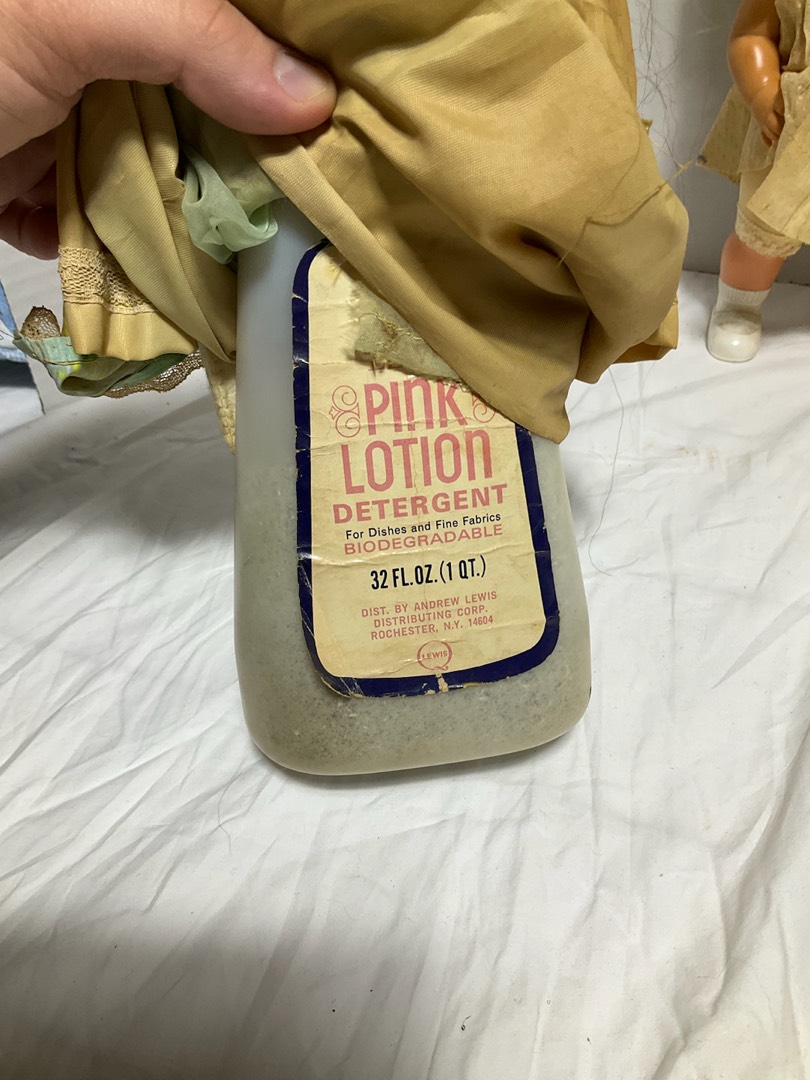 PINK
LOTION
DETERGENT
For Dishes and Fine Fabrics
BIODEGRADABLE
32 FL.OZ.(1 QT.)
DIST. BY ANDREW LEWIS
DISTRIBUTING CORP.
ROCHESTER, N.Y. 14604
LEWIS